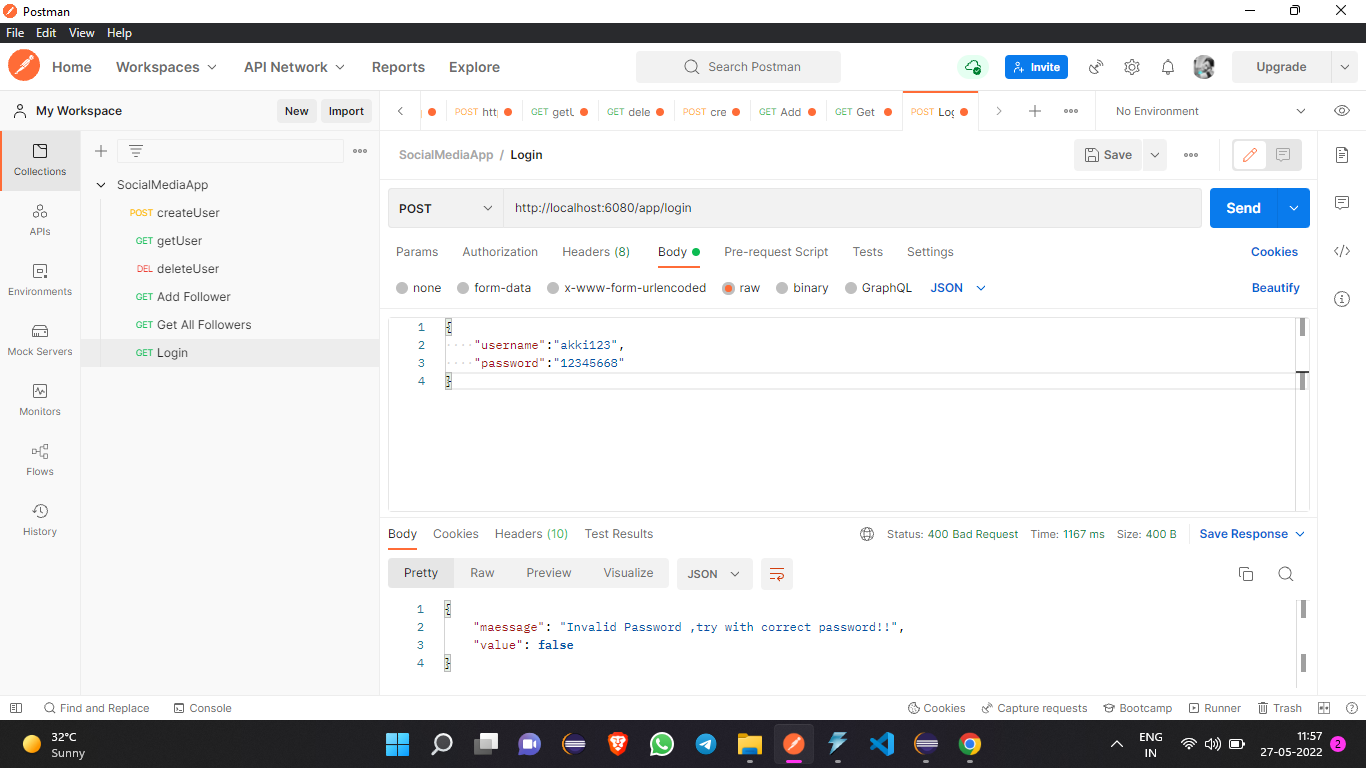 Postman
File Edit View Help
Home Workspaces API Network Reports Explore Search Postman Invite Upgrade
My Workspace New Import
POST htt GET getU GET dele POST cre GET Add GET Get POST Log No Environment
Collections
APIs
Environments
Mock Servers
Monitors
Flows
History
SocialMediaApp
POST createUser
GET getUser
DEL deleteUser
GET Add Follower
GET Get All Followers
GET Login
SocialMediaApp / Login Save
POST http://localhost:6080/app/login Send
Params Authorization Headers (8) Body Pre-request Script Tests Settings Cookies
none form-data x-www-form-urlencoded raw binary GraphQL JSON Beautify
1 {
2 "username":"akki123",
3 "password":"12345668"
4 }
Body Cookies Headers (10) Test Results Status: 400 Bad Request Time: 1167 ms Size: 400 B Save Response
Pretty Raw Preview Visualize JSON
1 {
2 "maessage": "Invalid Password ,try with correct password!!",
3 "value": false
4 }
Find and Replace Console Cookies Capture requests Bootcamp Runner Trash
32°C
Sunny
ENG
IN
11:57
27-05-2022
2